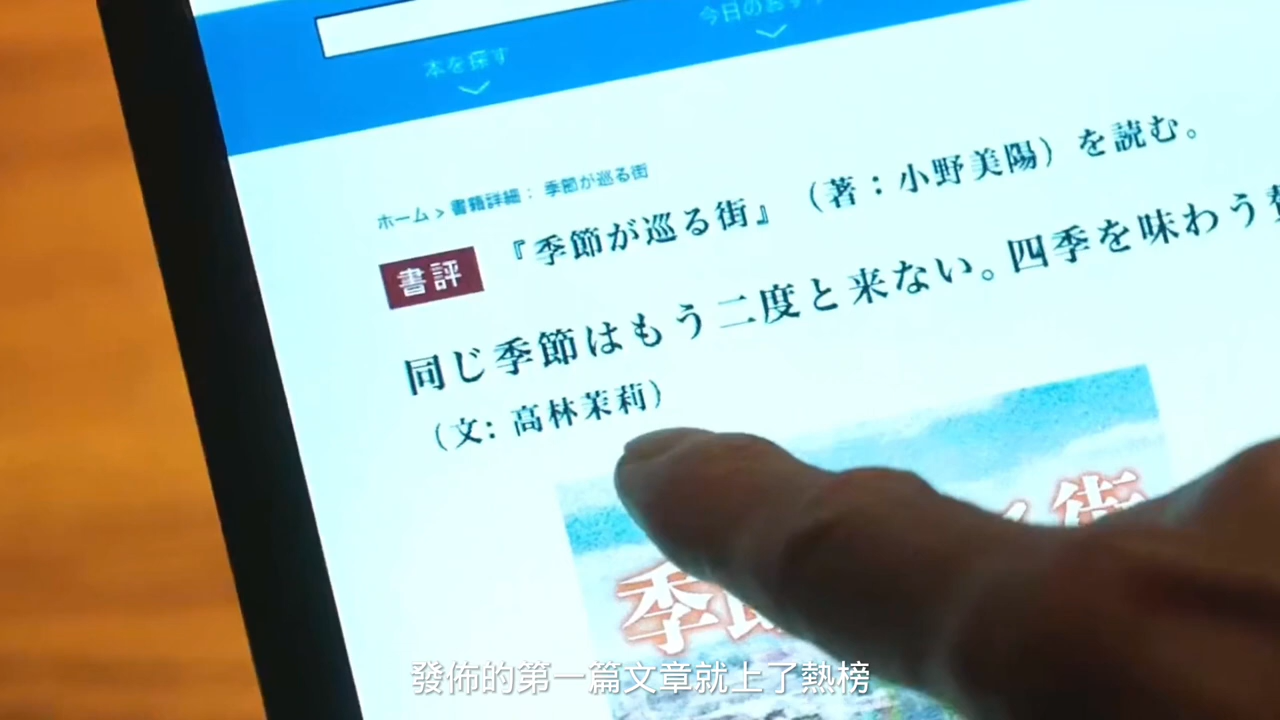 今日のおす
本を探す
ホーム > 書籍詳細： 季節が巡る街
書評
『季節が巡る街』（著：小野美陽）を読む。
同じ季節はもう二度と来ない。四季を味わう
（文: 高林茉莉）
街
季節
發佈的第一篇文章就上了熱榜